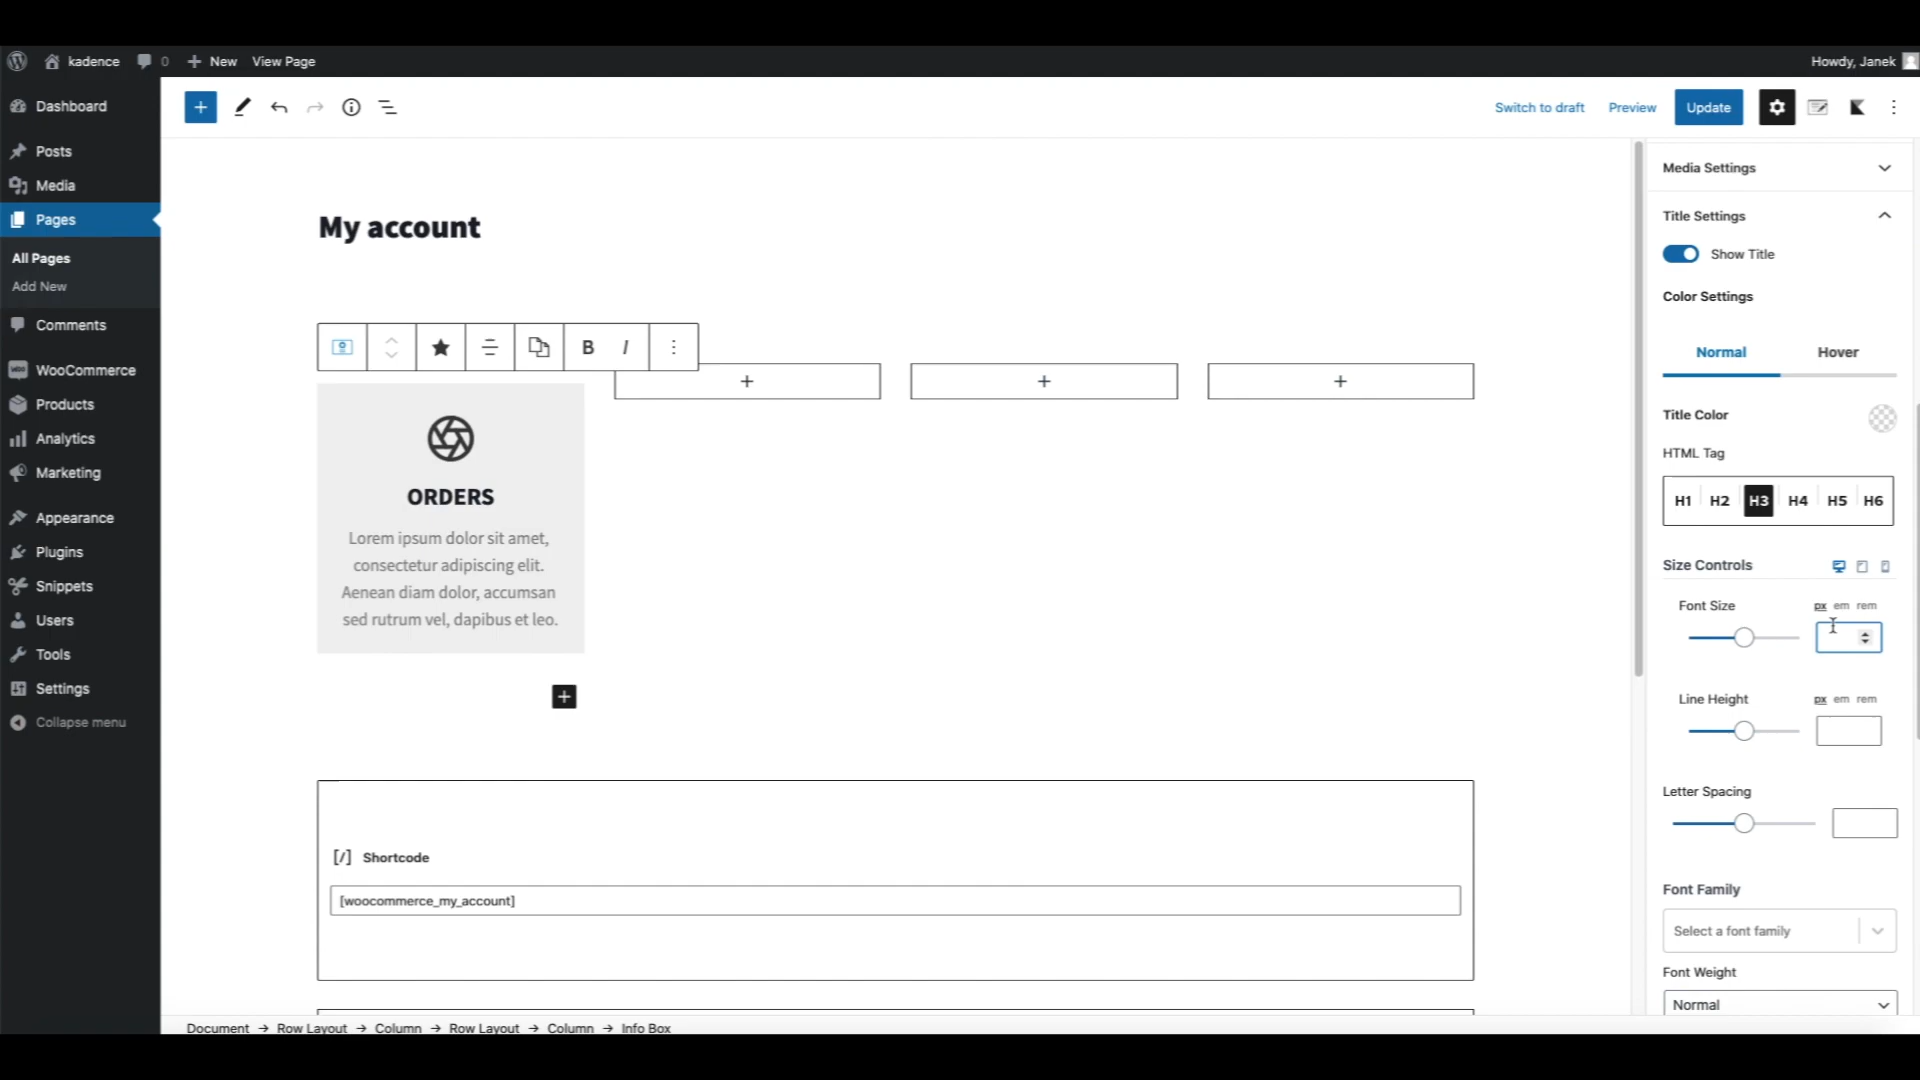 kadence
0
New
View Page
Howdy, Janek
Dashboard
Posts
Media
Pages
All Pages
Add New
Comments
WooCommerce
Products
Analytics
Marketing
Appearance
Plugins
Snippets
Users
Tools
Settings
Collapse menu
Switch to draft
Preview
Update
My account
B
I
ORDERS
Lorem ipsum dolor sit amet,
consectetur adipiscing elit.
Aenean diam dolor, accumsan
sed rutrum vel, dapibus et leo.
[/] Shortcode
[woocommerce_my_account]
Document → Row Layout → Column → Row Layout → Column → Info Box
Media Settings
Title Settings
Show Title
Color Settings
Normal
Hover
Title Color
HTML Tag
H1 H2 H3 H4 H5 H6
Size Controls
Font Size
px em rem
Line Height
px em rem
Letter Spacing
Font Family
Select a font family
Font Weight
Normal